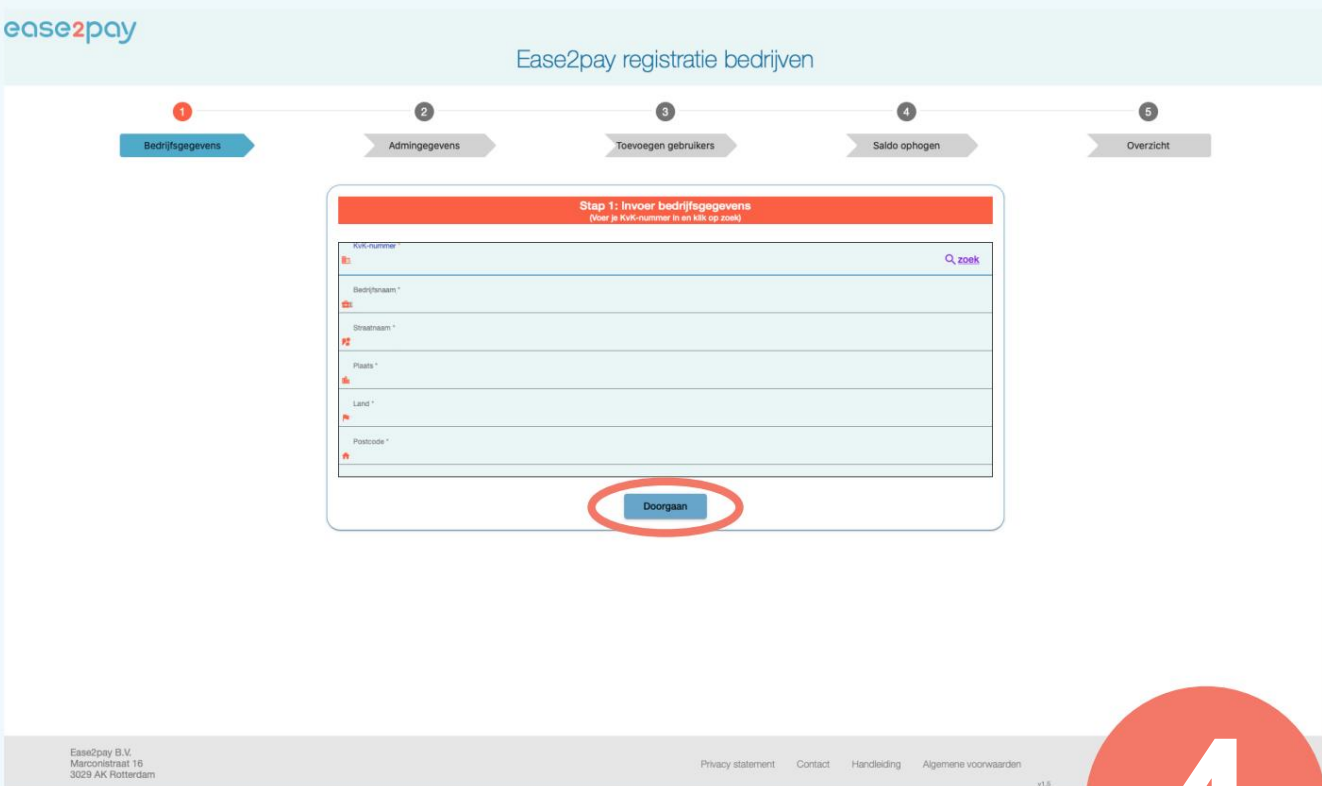 ease2pay
Ease2pay registratie bedrijven
1 2 3 4 5
Bedrijfsgegevens Admingegevens Toevoegen gebruikers Saldo ophogen Overzicht
Stap 1: Invoer bedrijfsgegevens
(Voer je KvK-nummer in en klik op zoek)
KvK-nummer *
zoek
Bedrijfsnaam *
Straatnaam *
Plaats *
Land *
Postcode *
Doorgaan
Ease2pay B.V.
Marconistraat 16
3029 AK Rotterdam
Privacy statement Contact Handleiding Algemene voorwaarden
v1.5
4